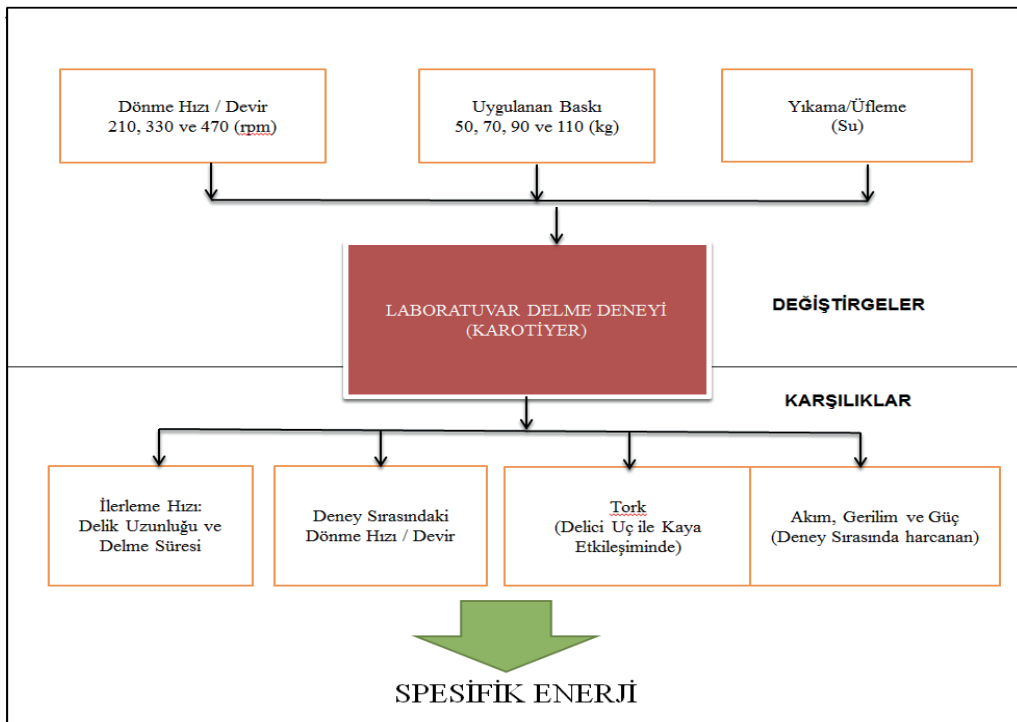 Dönme Hızı / Devir
210, 330 ve 470 (rpm)
Uygulanan Baskı
50, 70, 90 ve 110 (kg)
Yıkama/Üfleme
(Su)
LABORATUVAR DELME DENEYİ
(KAROTİYER)
DEĞİŞTİRGELER
KARŞILIKLAR
İlerleme Hızı:
Delik Uzunluğu ve
Delme Süresi
Deney Sırasındaki
Dönme Hızı / Devir
Tork
(Delici Uç ile Kaya
Etkileşiminde)
Akım, Gerilim ve Güç
(Deney Sırasında harcanan)
SPESİFİK ENERJİ